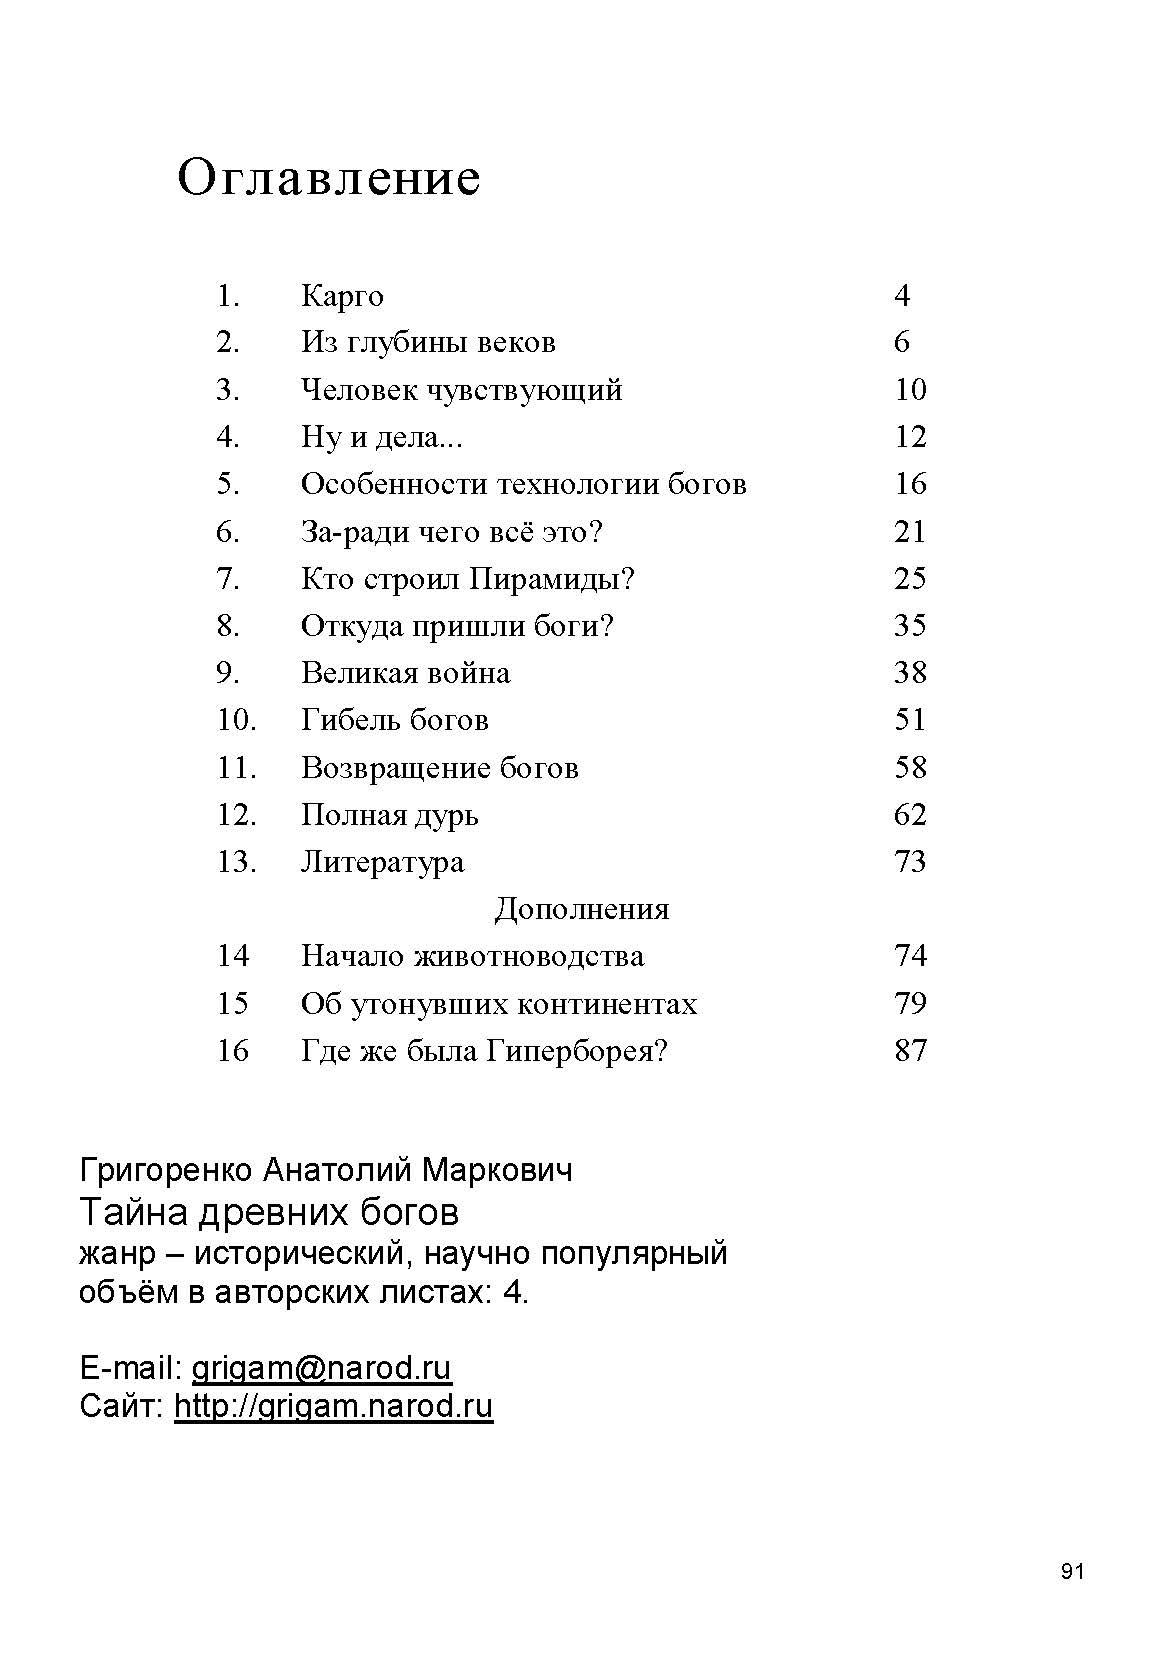 Оглавление
1. Карго 4
2. Из глубины веков 6
3. Человек чувствующий 10
4. Ну и дела... 12
5. Особенности технологии богов 16
6. За-ради чего всё это? 21
7. Кто строил Пирамиды? 25
8. Откуда пришли боги? 35
9. Великая война 38
10. Гибель богов 51
11. Возвращение богов 58
12. Полная дурь 62
13. Литература 73
Дополнения
14 Начало животноводства 74
15 Об утонувших континентах 79
16 Где же была Гиперборея? 87
Григоренко Анатолий Маркович
Тайна древних богов
жанр – исторический, научно популярный
объём в авторских листах: 4.
E-mail: grigam@narod.ru
Сайт: http://grigam.narod.ru
91